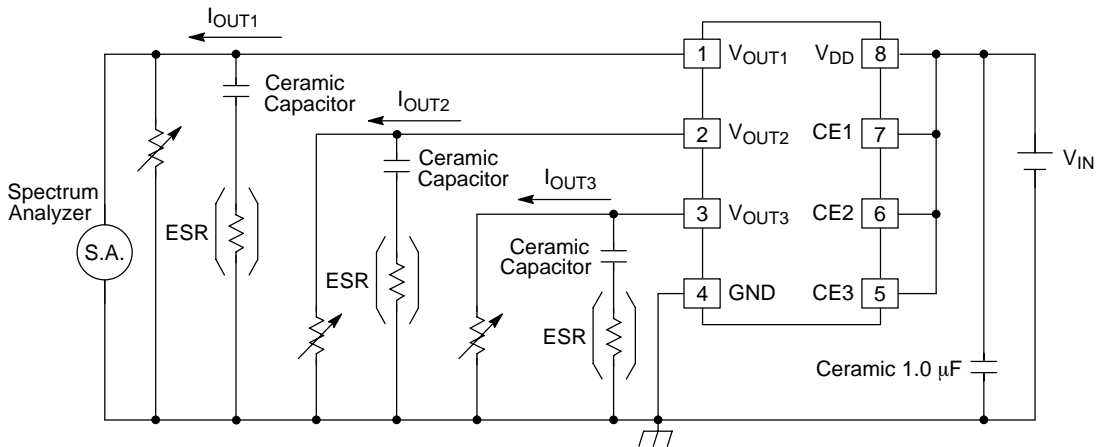 IOUT1
Ceramic
Capacitor
IOUT2
Ceramic
Capacitor
IOUT3
Ceramic
Capacitor
Spectrum
Analyzer
S.A.
ESR
ESR
ESR
1 VOUT1 VDD 8
2 VOUT2 CE1 7
3 VOUT3 CE2 6
4 GND CE3 5
VIN
Ceramic 1.0 μF